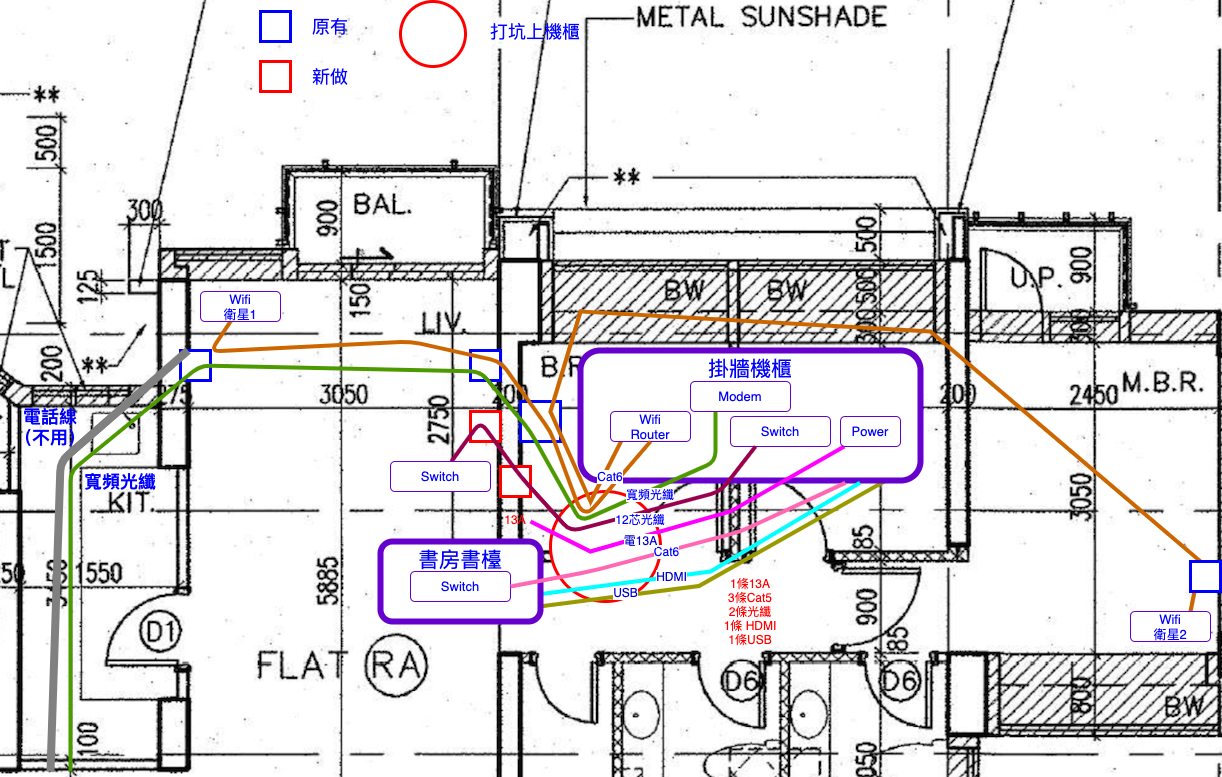 原有
打坑上機櫃
METAL SUNSHADE
新做
**
500
**
300
BAL.
900
1500
500
U.P.
900
125
150
BW
BW
500
300
Wifi
衛星1
LIV.
**
200
B.R
掛牆機櫃
300
275
3050
2750
200
200
2450
M.B.R.
Modem
電話線
(不用)
Wifi
Router
Switch
Power
寬頻光纖
KIT.
Switch
Cat6
寬頻光纖
3050
13A
12芯光纖
電13A
Cat6
85
書房書檯
Switch
HDMI
USB
1550
3450
5885
1條13A
3條Cat5
2條光纖
1條 HDMI
1條USB
900
85
Wifi
衛星2
D1
FLAT RA
D6
D6
800
BW
100
050